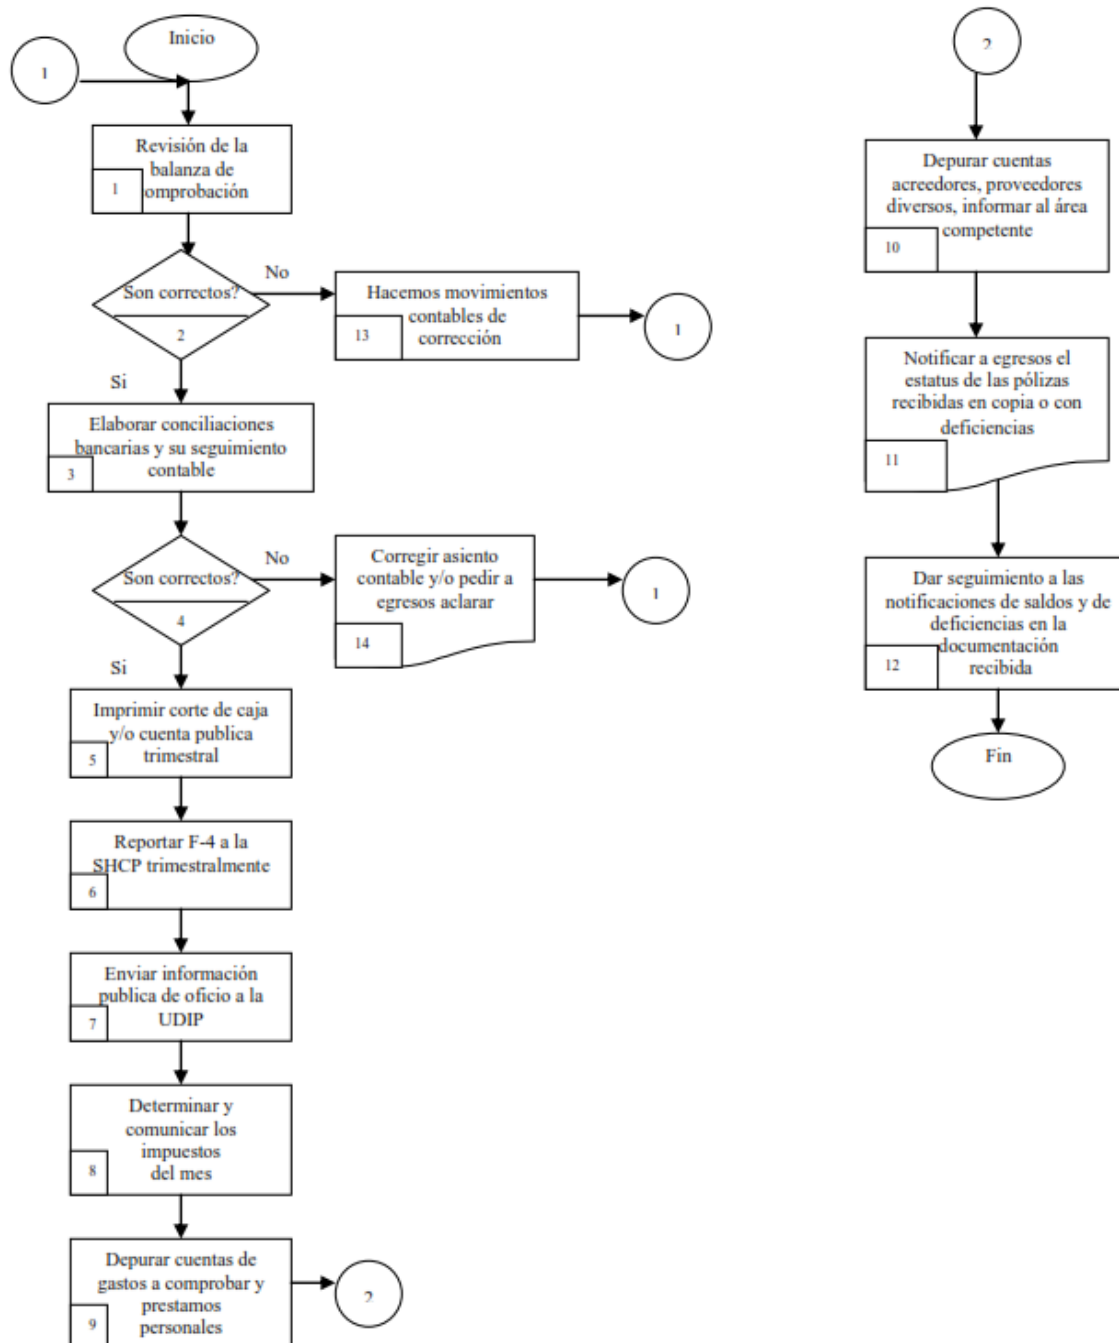 Inicio
1
Revisión de la
balanza de
omprobación
1
Son correctos?
2
No
Hacemos movimientos
contables de
corrección
13
1
Si
Elaborar conciliaciones
bancarias y su seguimiento
contable
3
Son correctos?
4
No
Corregir asiento
contable y/o pedir a
egresos aclarar
14
1
Si
Imprimir corte de caja
y/o cuenta publica
trimestral
5
Reportar F-4 a la
SHCP trimestralmente
6
Enviar información
publica de oficio a la
UDIP
7
Determinar y
comunicar los
impuestos
del mes
8
Depurar cuentas de
gastos a comprobar y
prestamos
personales
9
2
2
Depurar cuentas
acreedores, proveedores
diversos, informar al área
competente
10
Notificar a egresos el
estatus de las pólizas
recibidas en copia o con
deficiencias
11
Dar seguimiento a las
notificaciones de saldos y de
deficiencias en la
documentación
recibida
12
Fin